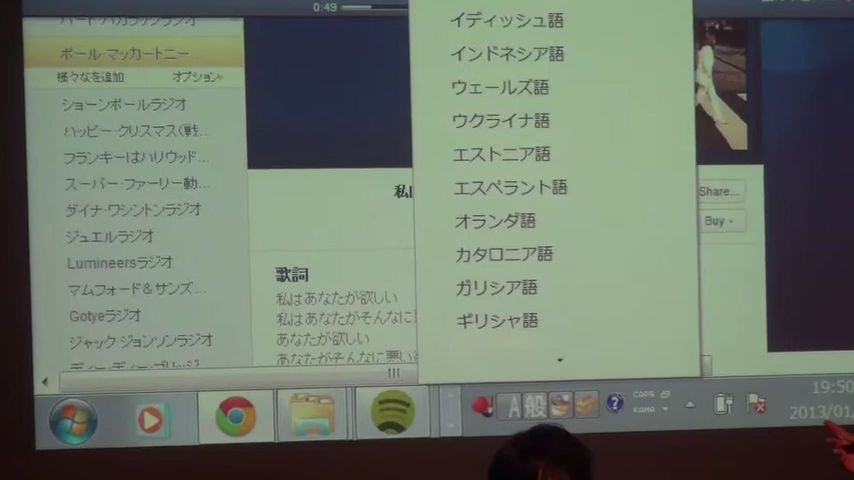 0:49
ポール・マッカートニー
様々なを追加
オプション
ショーンポールラジオ
ハッピー・クリスマス(戦...
フランキーはハリウッド...
スーパー・ファーリー動...
ダイナ・ワシントンラジオ
ジュエルラジオ
Lumineersラジオ
マムフォード&サンズ...
Gotyeラジオ
ジャック ジョンソンラジオ
私
歌詞
私はあなたが欲しい
私はあなたがそんなに
あなたが欲しい
あなたがそんなに悪い
イディッシュ語
インドネシア語
ウェールズ語
ウクライナ語
エストニア語
エスペラント語
オランダ語
カタロニア語
ガリシア語
ギリシャ語
Share...
Buy
A 般
CAPS
KANA
19:50
2013/01